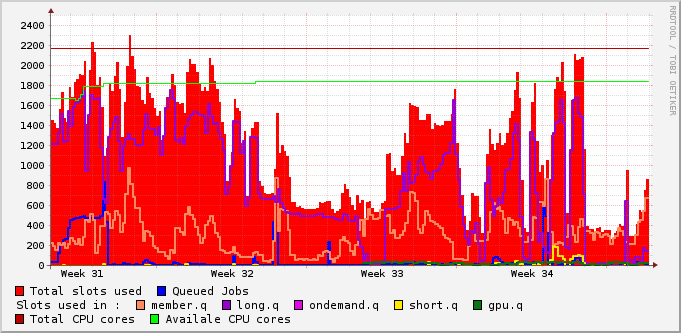 2400
2200
2000
1800
1600
1400
1200
1000
800
600
400
200
0
Week 31 Week 32 Week 33 Week 34
RRDTOOL / TOBI OETIKER
Total slots used Queued Jobs
Slots used in : member.q long.q ondemand.q short.q gpu.q
Total CPU cores Availale CPU cores